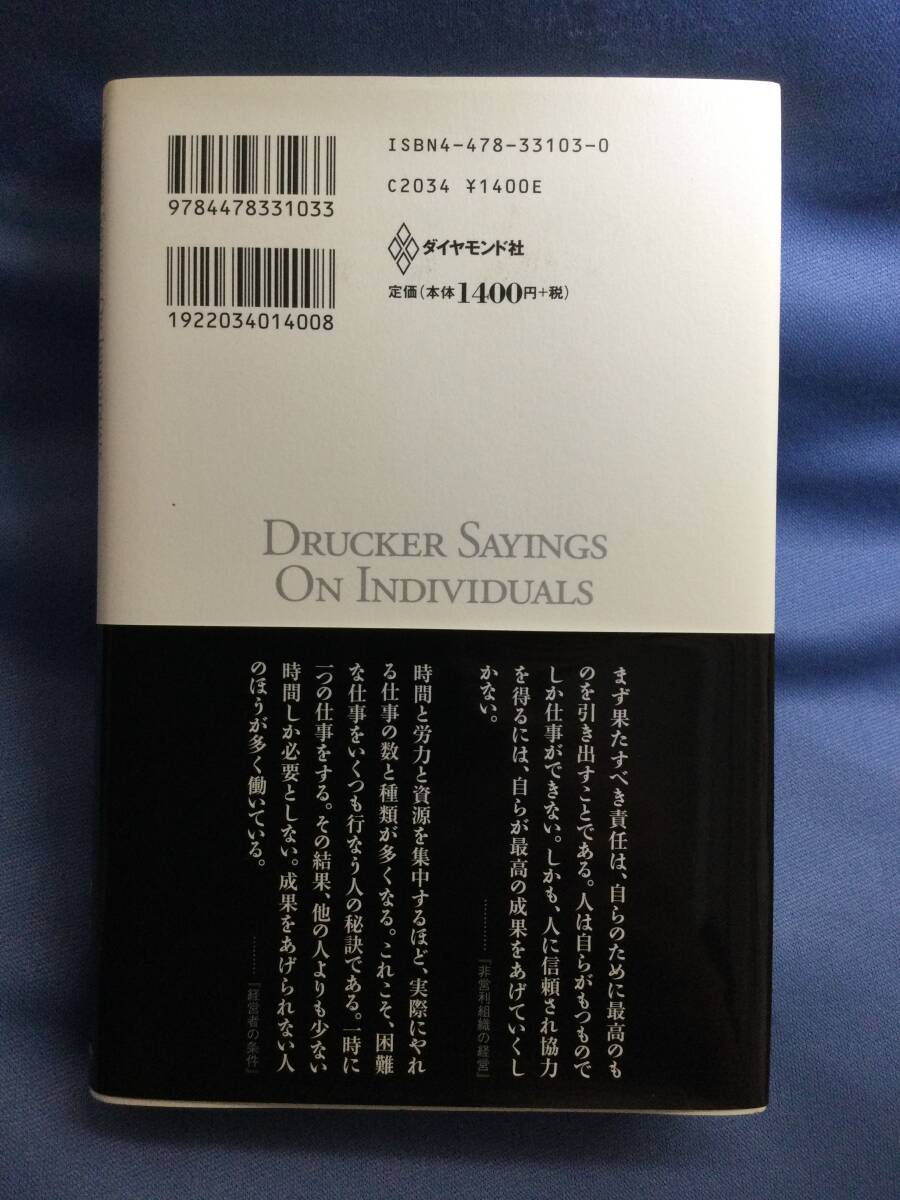 ISBN4-478-33103-0
C2034 ¥1400E
9784478331033
ダイヤモンド社
定価(本体1400円+税)
1922034014008
DRUCKER SAYINGS
ON INDIVIDUALS
まず果たすべき責任は、自らのために最高のも
のを引き出すことである。人は自らがもつもので
しか仕事ができない。しかも、人に信頼され協力
を得るには、自らが最高の成果をあげていくし
かない。
………『非営利組織の経営』
時間と労力と資源を集中するほど、実際にやれ
る仕事の数と種類が多くなる。これこそ、困難
な仕事をいくつも行なう人の秘訣である。一時に
一つの仕事をする。その結果、他の人よりも少ない
時間しか必要としない。成果をあげられない人
のほうが多く働いている。
………『経営者の条件』